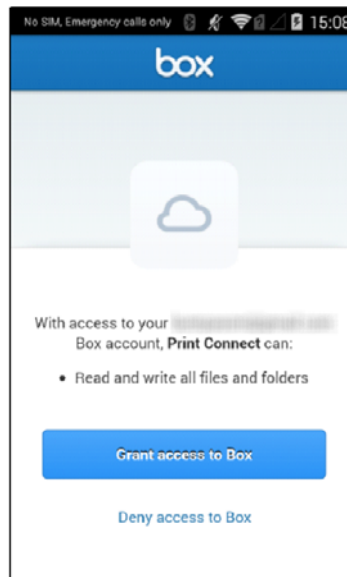 No SIM, Emergency calls only 15:08
box
With access to your
Box account, Print Connect can:
• Read and write all files and folders
Grant access to Box
Deny access to Box